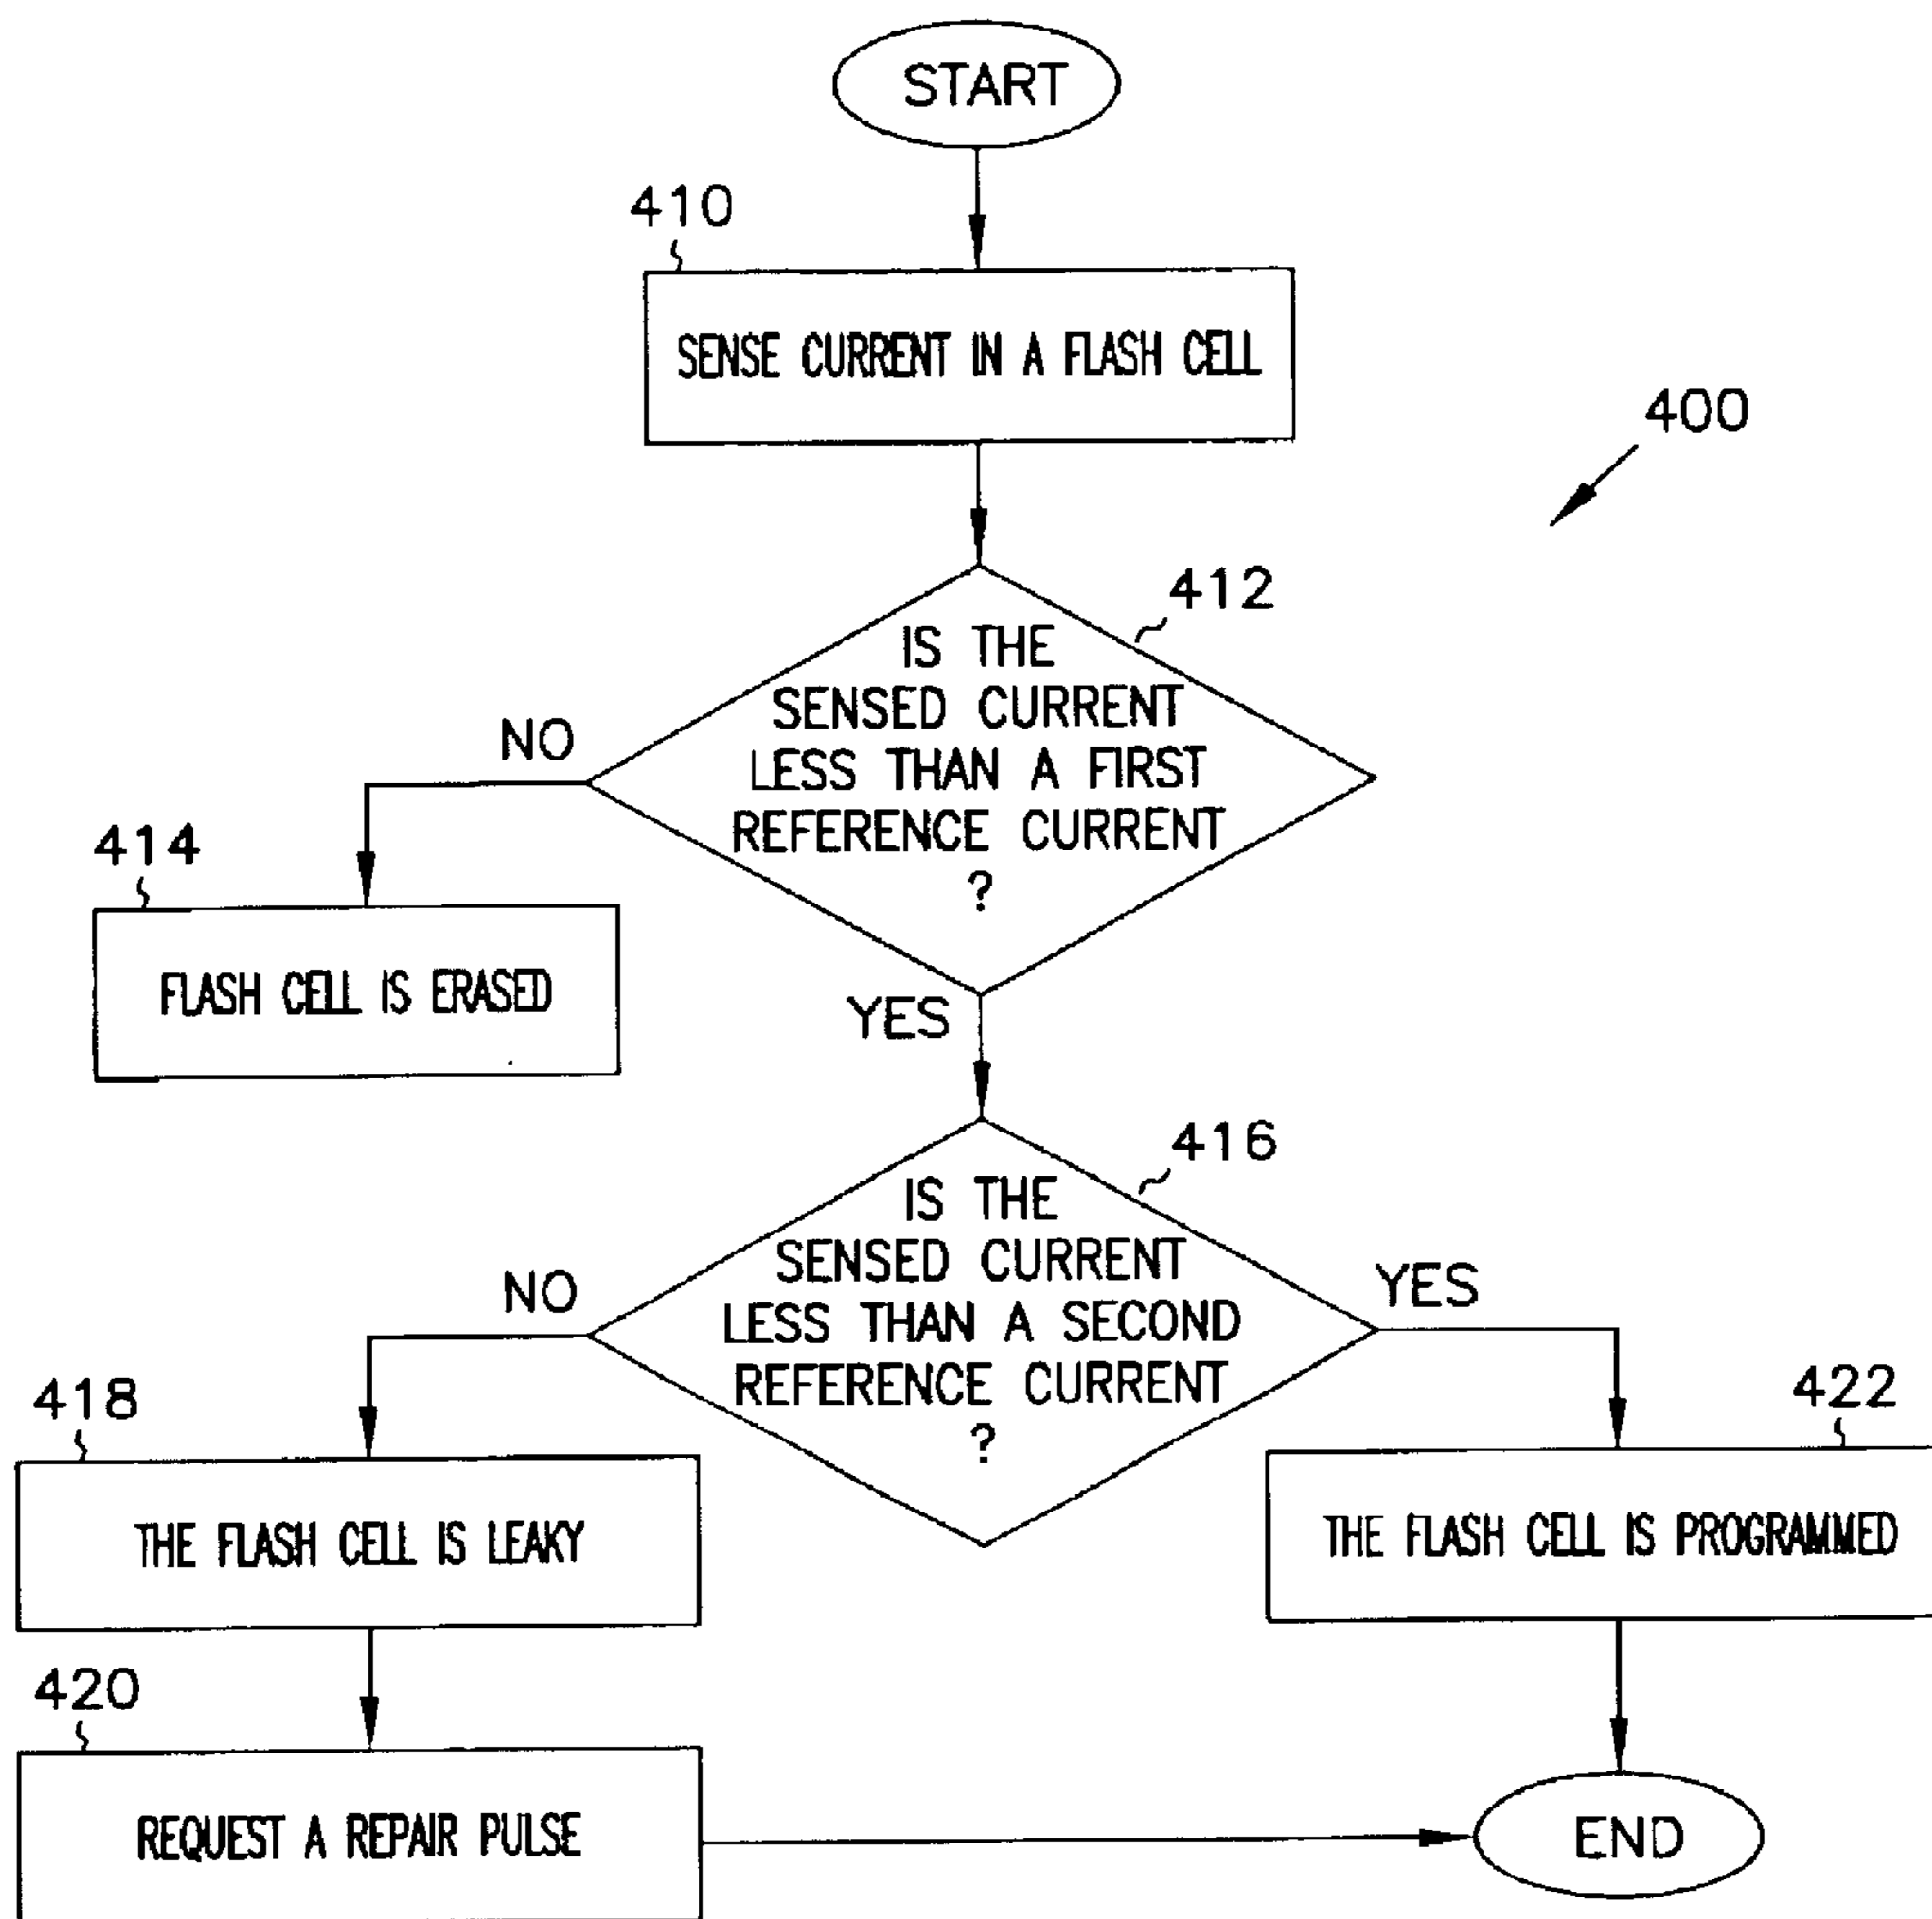 START
410
SENSE CURRENT IN A FLASH CELL
400
412
IS THE
SENSED CURRENT
LESS THAN A FIRST
REFERENCE CURRENT
?
NO
414
FLASH CELL IS ERASED
YES
416
IS THE
SENSED CURRENT
LESS THAN A SECOND
REFERENCE CURRENT
?
NO
YES
418
THE FLASH CELL IS LEAKY
422
THE FLASH CELL IS PROGRAMMED
420
REQUEST A REPAIR PULSE
END